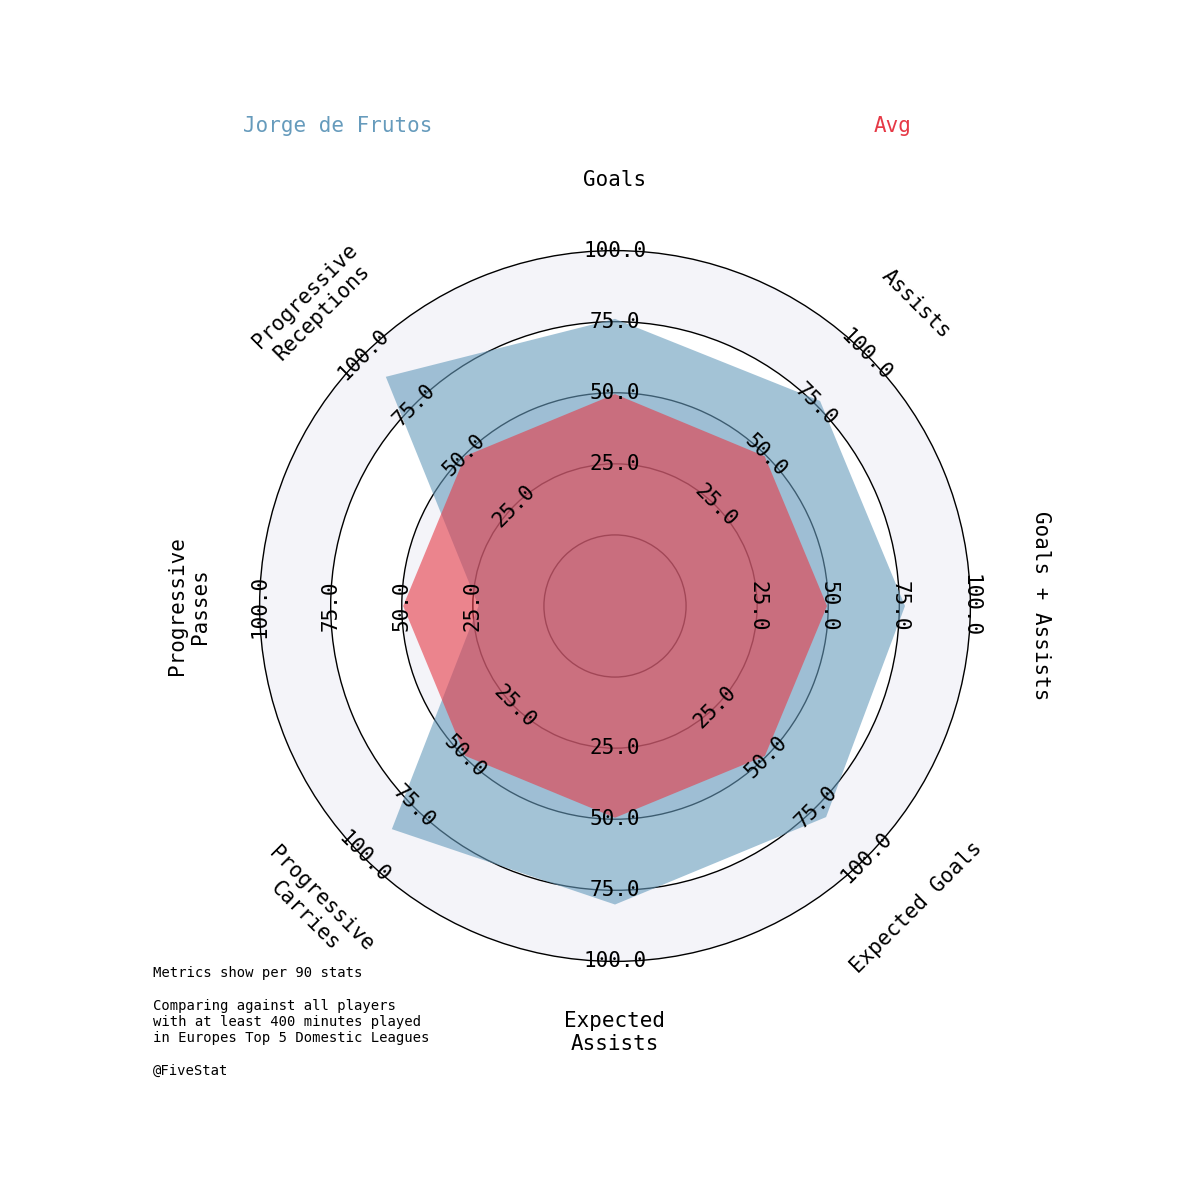 Jorge de Frutos
Avg
Goals
Assists
Goals + Assists
Expected Goals
Expected
Assists
Progressive
Carries
Progressive
Passes
Progressive
Receptions
25.0
50.0
75.0
100.0
25.0
50.0
75.0
100.0
25.0
50.0
75.0
100.0
25.0
50.0
75.0
100.0
25.0
50.0
75.0
100.0
25.0
50.0
75.0
100.0
25.0
50.0
75.0
100.0
25.0
50.0
75.0
100.0
Metrics show per 90 stats
Comparing against all players
with at least 400 minutes played
in Europes Top 5 Domestic Leagues
@FiveStat